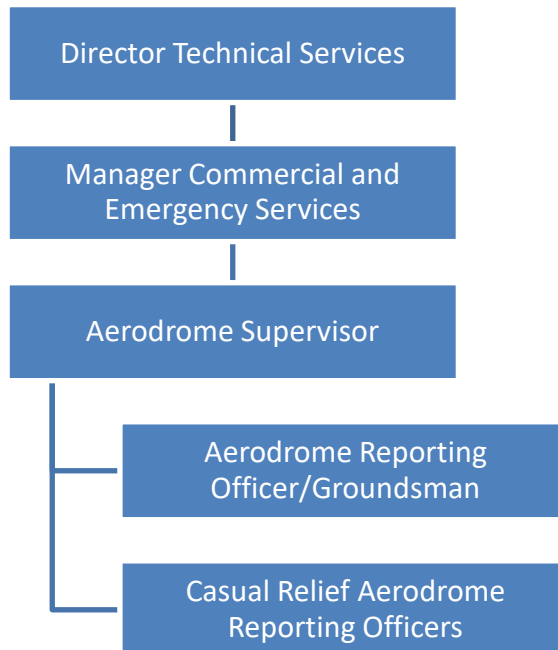 Director Technical Services
Manager Commercial and
Emergency Services
Aerodrome Supervisor
Aerodrome Reporting
Officer/Groundsman
Casual Relief Aerodrome
Reporting Officers